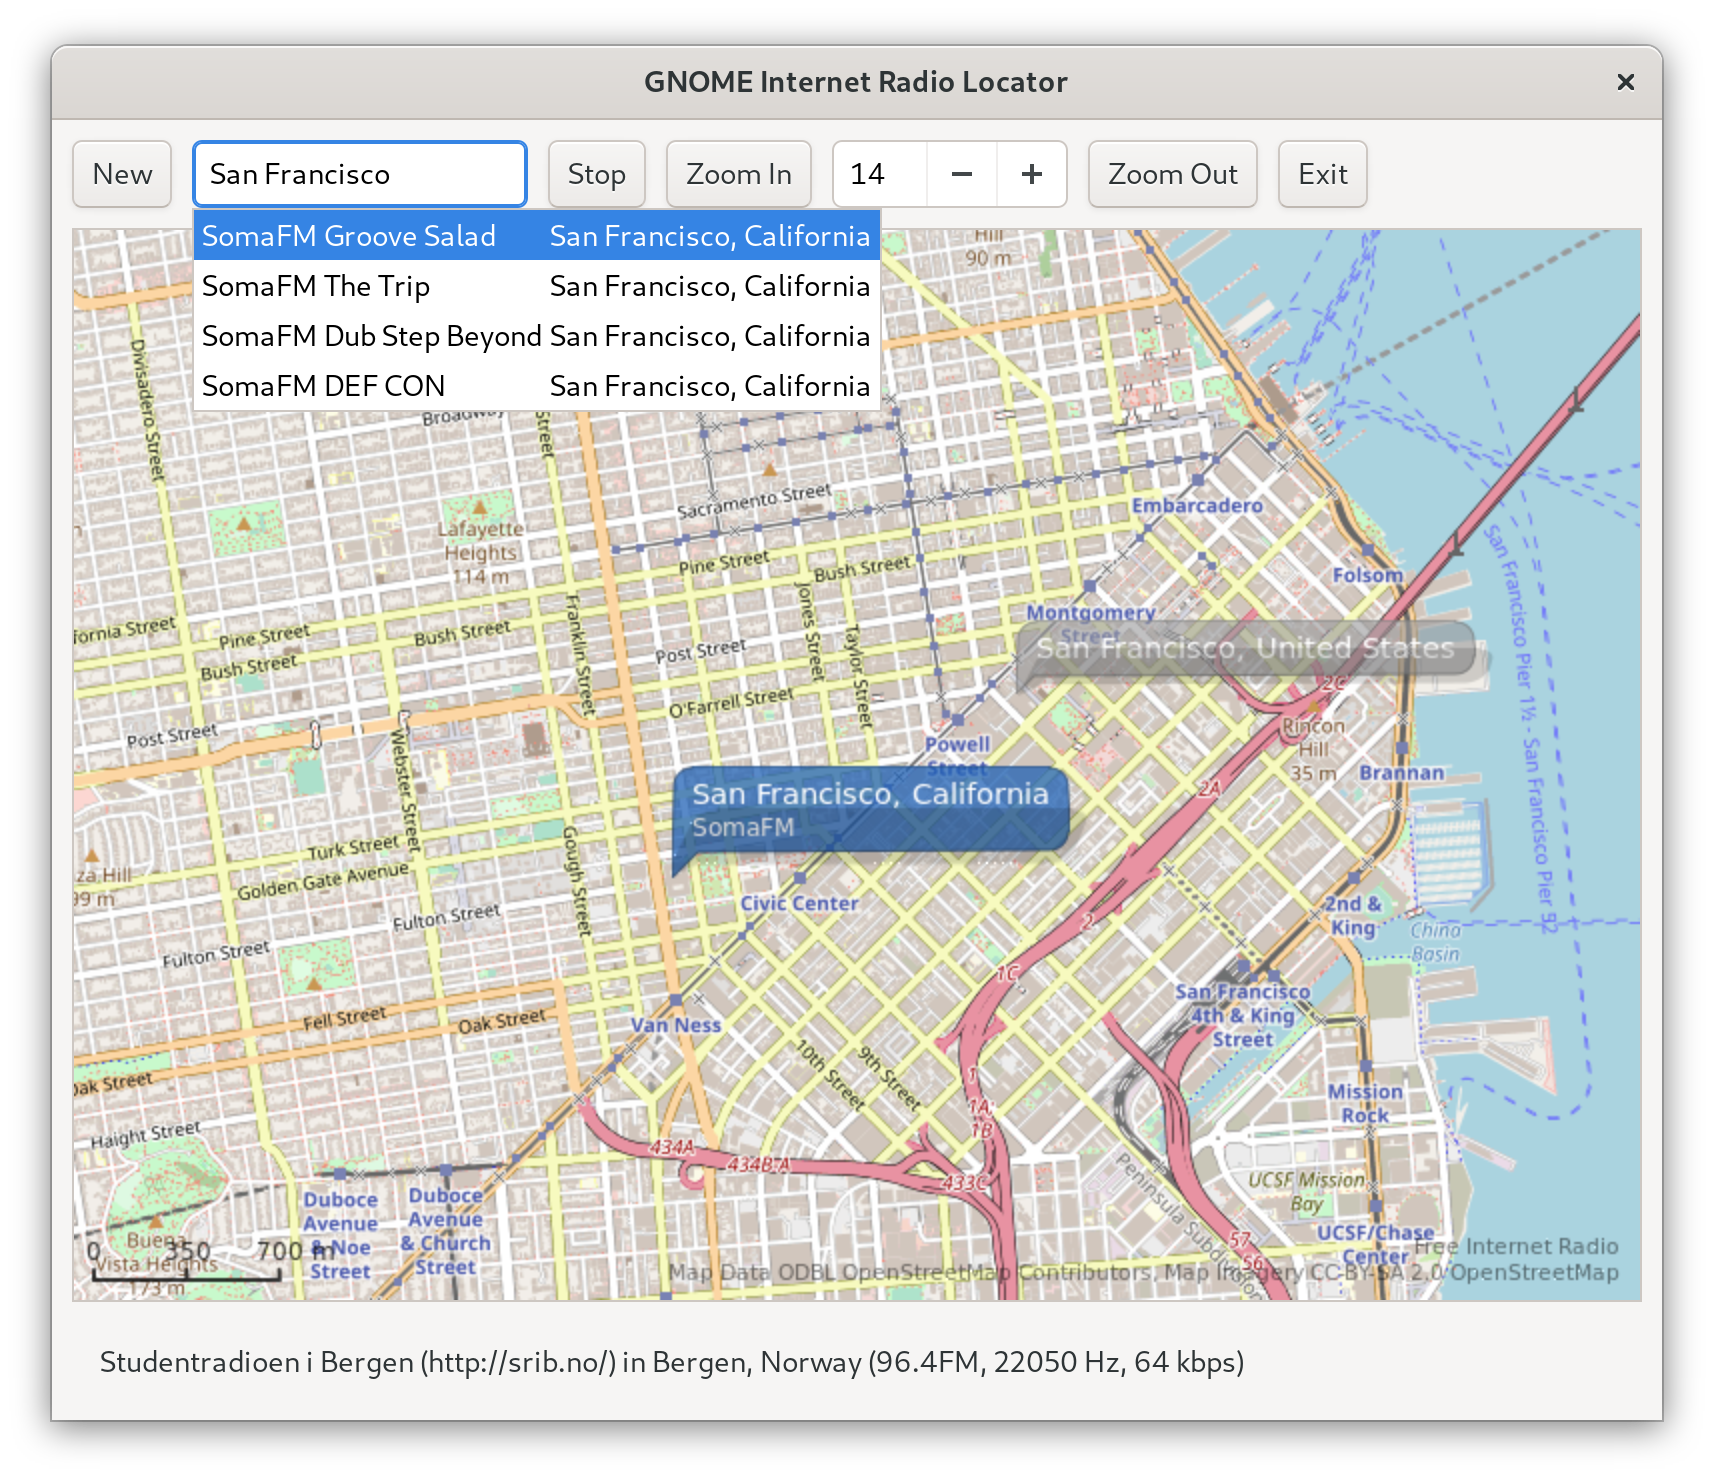 GNOME Internet Radio Locator
New
San Francisco
Stop
Zoom In
14
Zoom Out
Exit
SomaFM Groove Salad San Francisco, California
SomaFM The Trip San Francisco, California
SomaFM Dub Step Beyond San Francisco, California
SomaFM DEF CON San Francisco, California
Hill
90 m
Divisadero Street
Broadway
Street
Sacramento Street
Embarcadero
Lafayette
Heights
114 m
Pine Street
Bush Street
Folsom
Montgomery
Street
San Francisco, United States
fornia Street
Pine Street
Bush Street
Bush Street
Franklin Street
Jones Street
Taylor Street
Post Street
O'Farrell Street
San Francisco Pier 1½ - San Francisco Pier 92
2C
Rincon
Hill
35 m
Post Street
Webster Street
Powell
Street
Brannan
2A
San Francisco, California
SomaFM
Turk Street
Golden Gate Avenue
Gough Street
za Hill
99 m
Civic Center
Fulton Street
Fulton Street
2
2nd &
King
China
Basin
1C
San Francisco
4th & King
Street
Fell Street
Oak Street
Van Ness
10th Street
9th Street
Oak Street
1
1A
1B
Mission
Rock
Haight Street
434A
434B-A
433C
Peninsula Subdivision
UCSF Mission
Bay
Duboce
Avenue
& Noe
Street
Duboce
Avenue
& Church
Street
UCSF/Chase
Center
57
56
Buena
Vista Heights
173 m
0 350 700 m
Free Internet Radio
Map Data ODBL OpenStreetMap Contributors, Map Imagery CC-BY-SA 2.0 OpenStreetMap
Studentradioen i Bergen (http://srib.no/) in Bergen, Norway (96.4FM, 22050 Hz, 64 kbps)